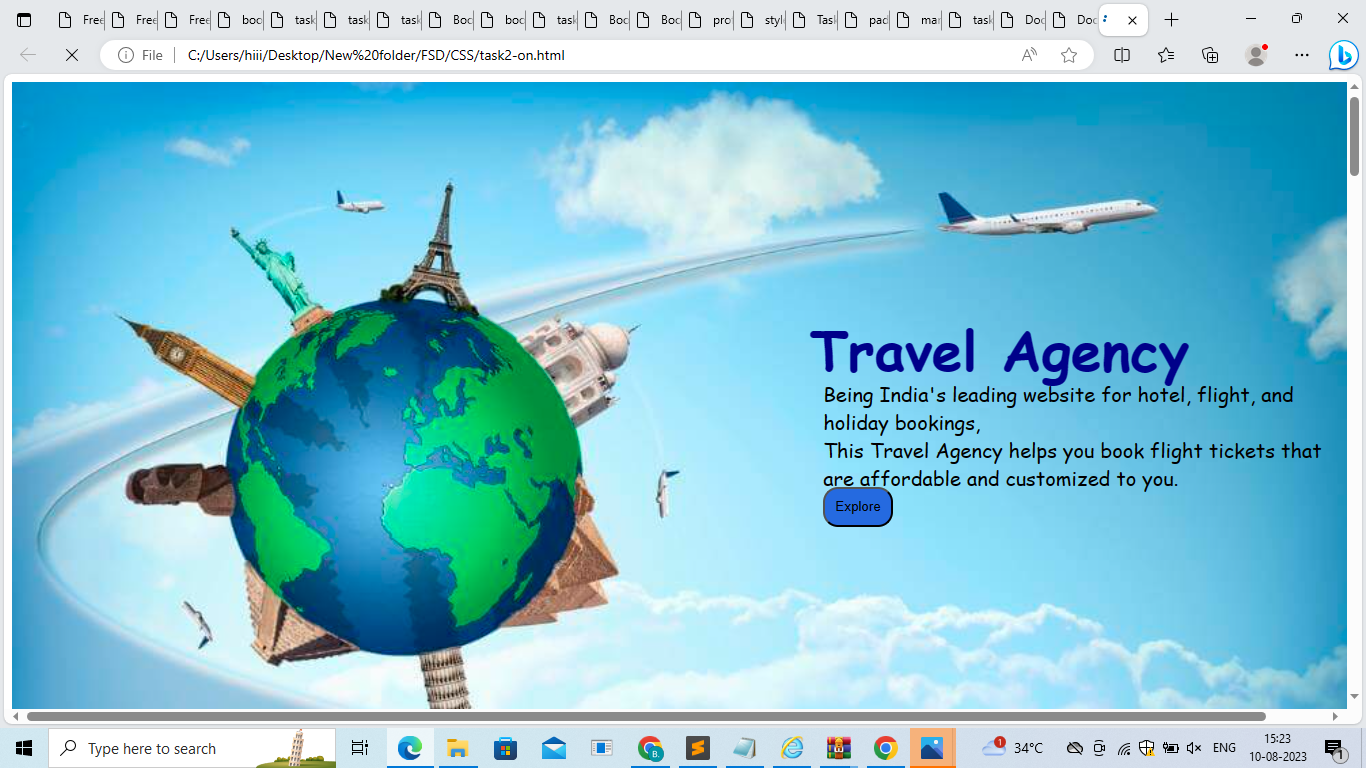 Free
Free
Free
boo
task
task
task
Boo
boo
task
Boo
Boo
pro
style
Task
pad
mar
task
Doc
Doc
File
C:/Users/hiii/Desktop/New%20folder/FSD/CSS/task2-on.html
Travel Agency
Being India's leading website for hotel, flight, and
holiday bookings,
This Travel Agency helps you book flight tickets that
are affordable and customized to you.
Explore
Type here to search
34°C
ENG
15:23
10-08-2023